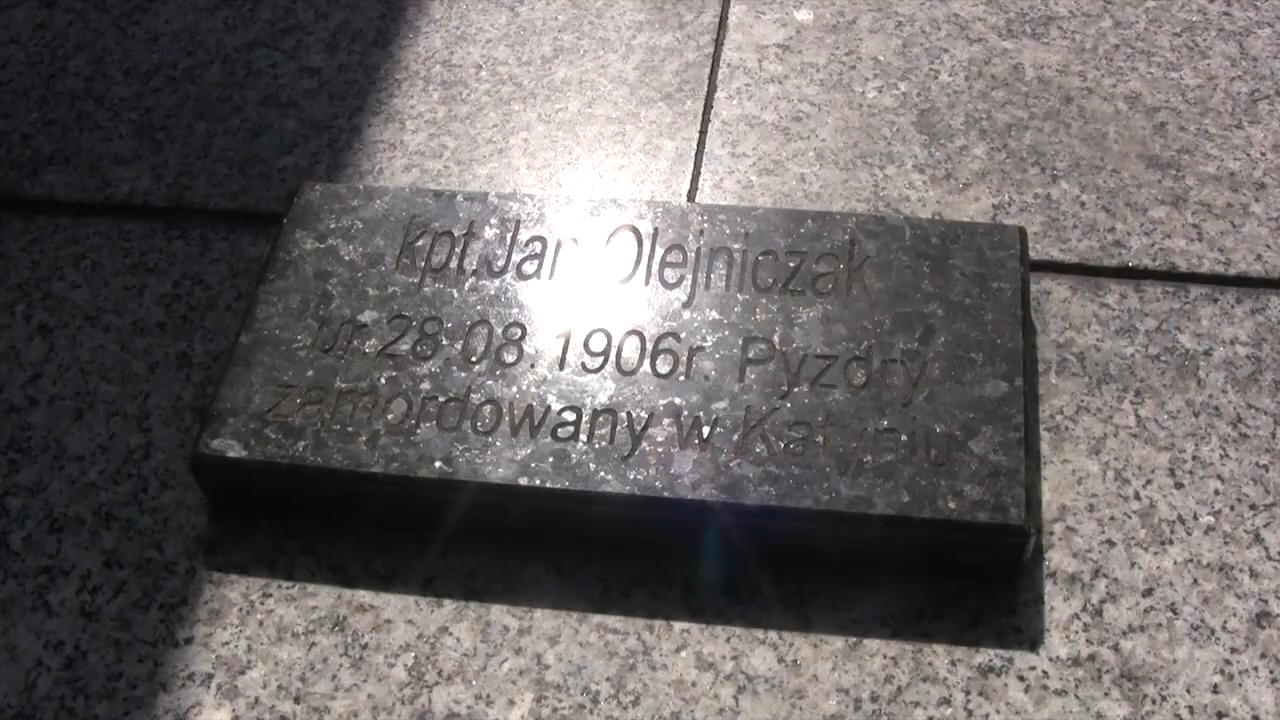 kpt.Jan Olejniczak
ur.28.08.1906r. Pyzdry
zamordowany w Katyniu